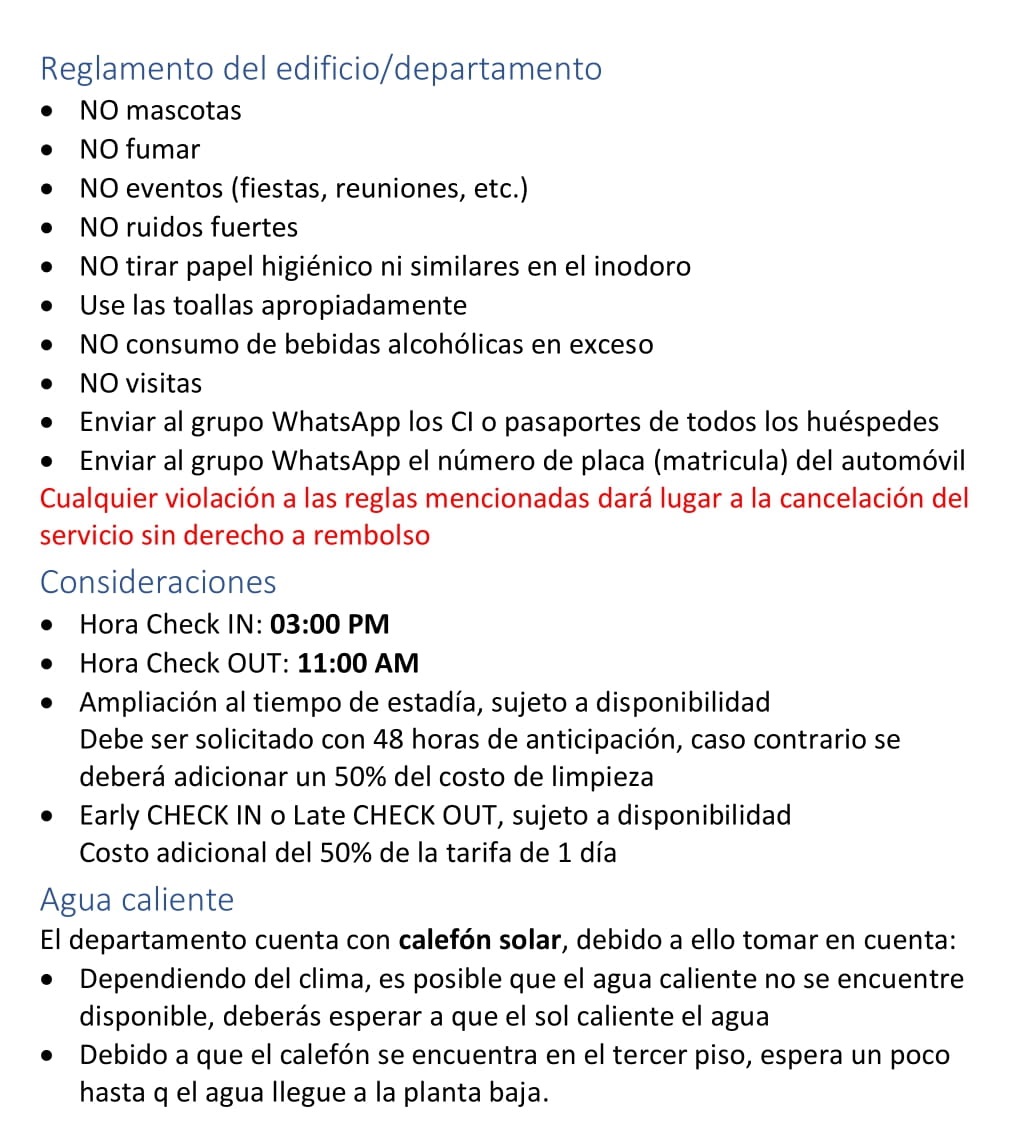 Reglamento del edificio/departamento
• NO mascotas
• NO fumar
• NO eventos (fiestas, reuniones, etc.)
• NO ruidos fuertes
• NO tirar papel higiénico ni similares en el inodoro
• Use las toallas apropiadamente
• NO consumo de bebidas alcohólicas en exceso
• NO visitas
• Enviar al grupo WhatsApp los CI o pasaportes de todos los huéspedes
• Enviar al grupo WhatsApp el número de placa (matricula) del automóvil
Cualquier violación a las reglas mencionadas dará lugar a la cancelación del
servicio sin derecho a rembolso
Consideraciones
• Hora Check IN: 03:00 PM
• Hora Check OUT: 11:00 AM
• Ampliación al tiempo de estadía, sujeto a disponibilidad
Debe ser solicitado con 48 horas de anticipación, caso contrario se
deberá adicionar un 50% del costo de limpieza
• Early CHECK IN o Late CHECK OUT, sujeto a disponibilidad
Costo adicional del 50% de la tarifa de 1 día
Agua caliente
El departamento cuenta con calefón solar, debido a ello tomar en cuenta:
• Dependiendo del clima, es posible que el agua caliente no se encuentre
disponible, deberás esperar a que el sol caliente el agua
• Debido a que el calefón se encuentra en el tercer piso, espera un poco
hasta q el agua llegue a la planta baja.